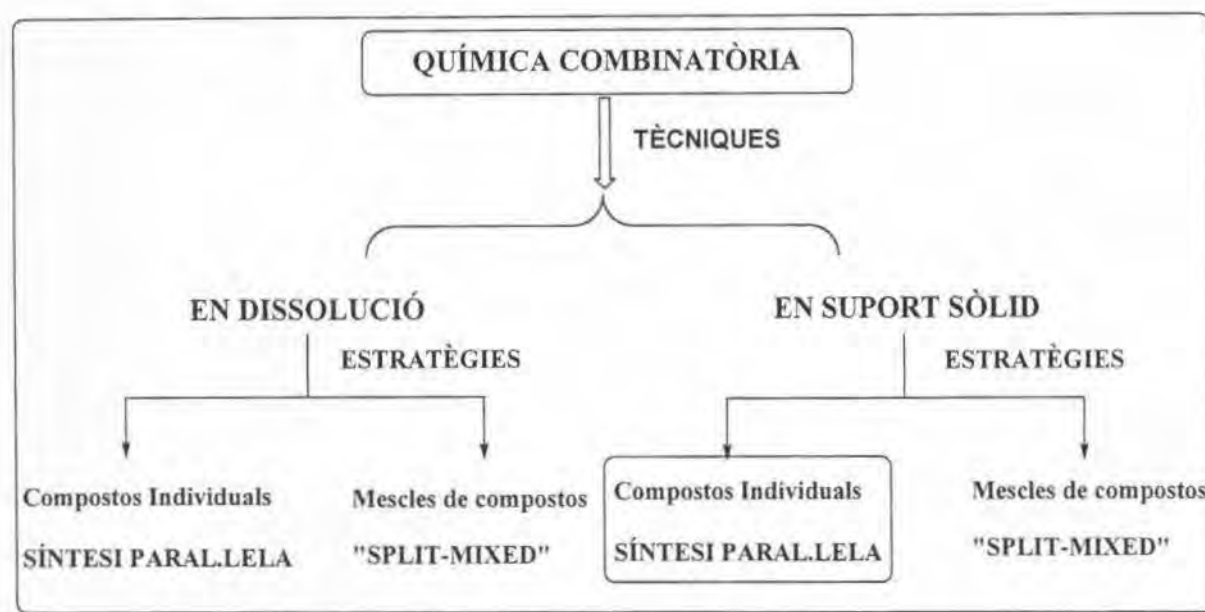 QUÍMICA COMBINATÒRIA
TÈCNIQUES
EN DISSOLUCIÓ
EN SUPORT SÒLID
ESTRATÈGIES
ESTRATÈGIES
Compostos Individuals
SÍNTESI PARAL.LELA
Mescles de compostos
"SPLIT-MIXED"
Compostos Individuals
SÍNTESI PARAL.LELA
Mescles de compostos
"SPLIT-MIXED"